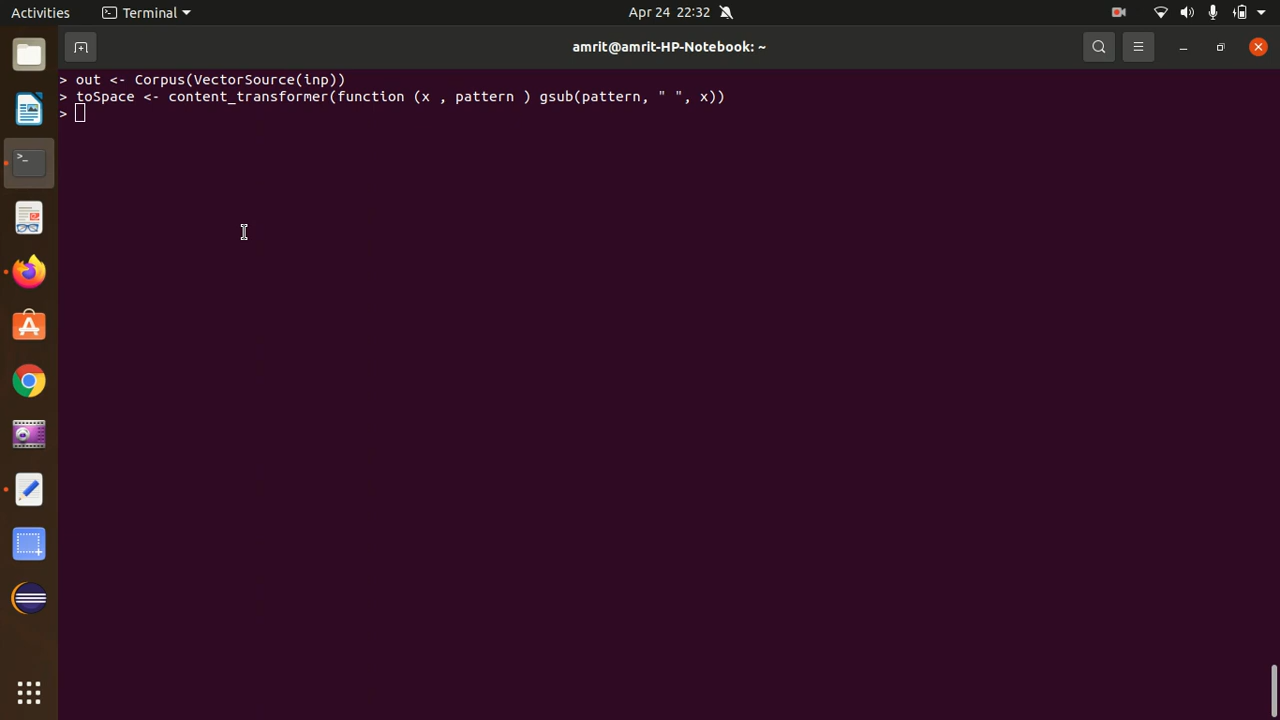 Activities
Terminal
Apr 24 22:32
amrit@amrit-HP-Notebook: ~
> out <- Corpus(VectorSource(inp))
> toSpace <- content_transformer(function (x , pattern ) gsub(pattern, " ", x))
>